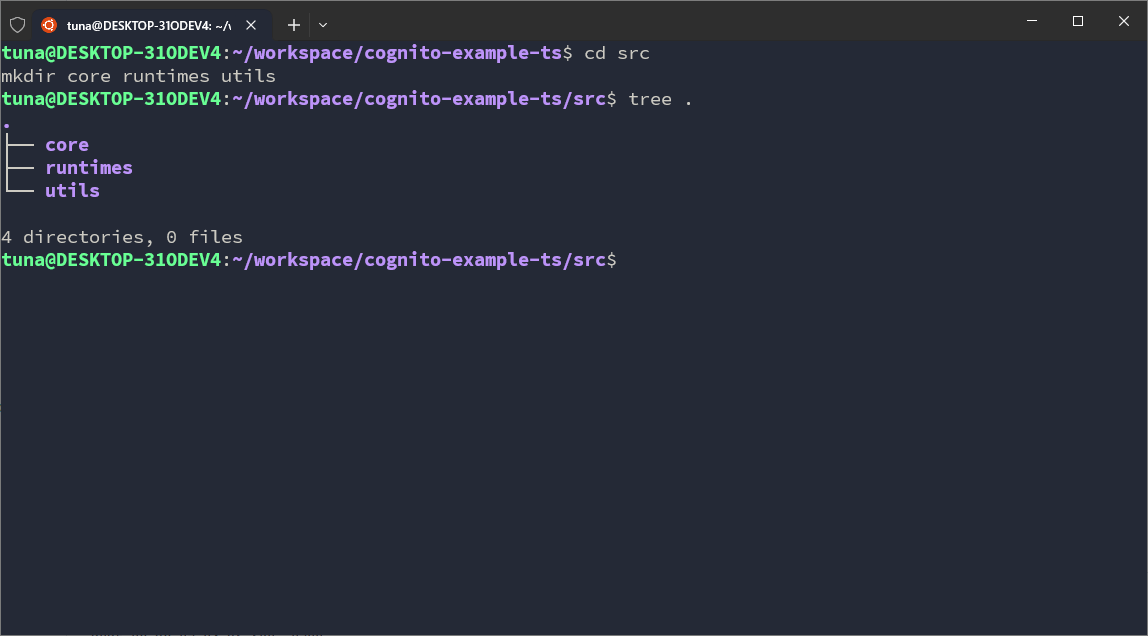 tuna@DESKTOP-31ODEV4: ~/v
tuna@DESKTOP-31ODEV4:~/workspace/cognito-example-ts$ cd src
mkdir core runtimes utils
tuna@DESKTOP-31ODEV4:~/workspace/cognito-example-ts/src$ tree .
.
├── core
├── runtimes
└── utils
4 directories, 0 files
tuna@DESKTOP-31ODEV4:~/workspace/cognito-example-ts/src$